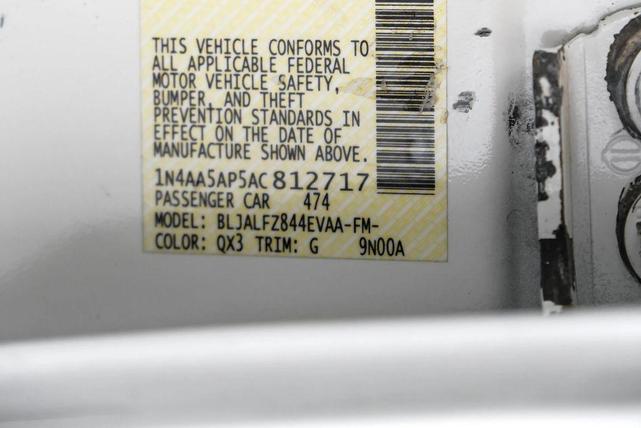 THIS VEHICLE CONFORMS TO
ALL APPLICABLE FEDERAL
MOTOR VEHICLE SAFETY,
BUMPER, AND THEFT
PREVENTION STANDARDS IN
EFFECT ON THE DATE OF
MANUFACTURE SHOWN ABOVE.
1N4AA5AP5AC812717
PASSENGER CAR 474
MODEL: BLJALFZ844EVAA-FM-
COLOR: QX3 TRIM: G 9N00A